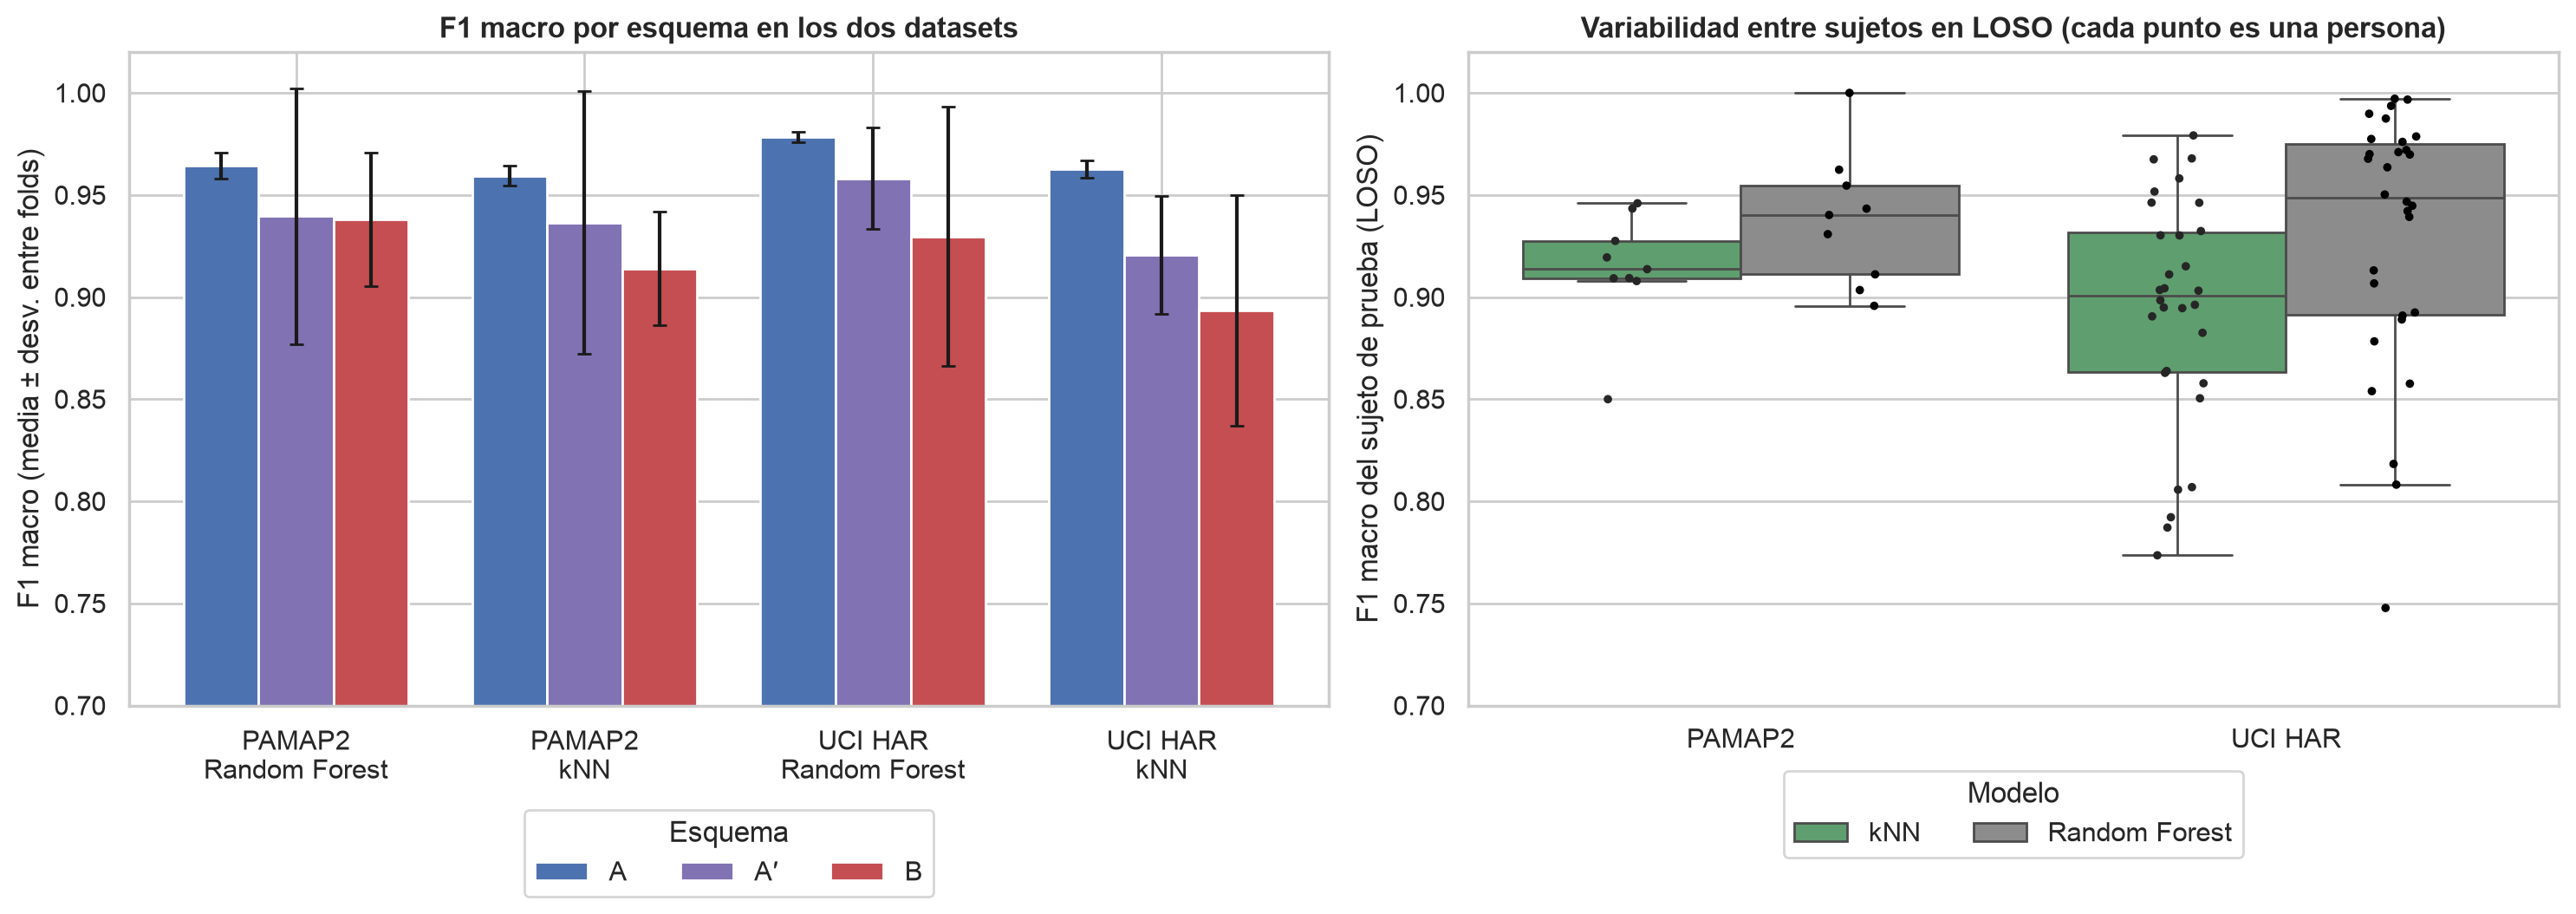 F1 macro por esquema en los dos datasets
F1 macro (media ± desv. entre folds)
1.00
0.95
0.90
0.85
0.80
0.75
0.70
PAMAP2
Random Forest
PAMAP2
kNN
UCI HAR
Random Forest
UCI HAR
kNN
Esquema
A
A′
B
Variabilidad entre sujetos en LOSO (cada punto es una persona)
F1 macro del sujeto de prueba (LOSO)
1.00
0.95
0.90
0.85
0.80
0.75
0.70
PAMAP2
UCI HAR
Modelo
kNN
Random Forest